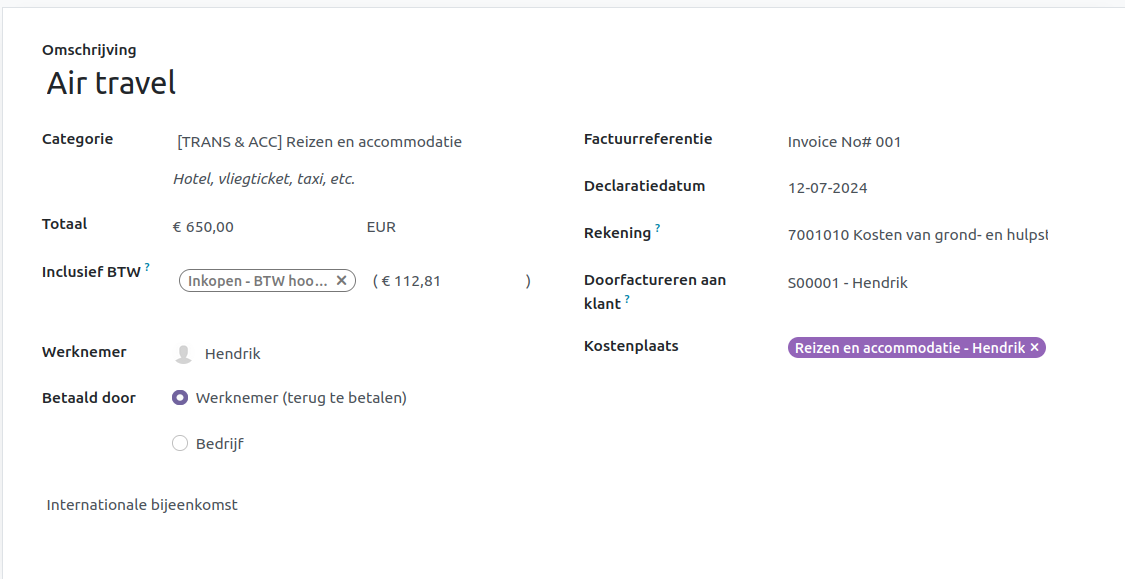 Omschrijving
Air travel
Categorie
[TRANS & ACC] Reizen en accommodatie
Hotel, vliegticket, taxi, etc.
Totaal
€ 650,00 EUR
Inclusief BTW ?
Inkopen - BTW hoo... × ( € 112,81 )
Werknemer
Hendrik
Betaald door
Werknemer (terug te betalen)
Bedrijf
Internationale bijeenkomst
Factuurreferentie
Invoice No# 001
Declaratiedatum
12-07-2024
Rekening ?
7001010 Kosten van grond- en hulpst
Doorfactureren aan
klant ?
S00001 - Hendrik
Kostenplaats
Reizen en accommodatie - Hendrik ×